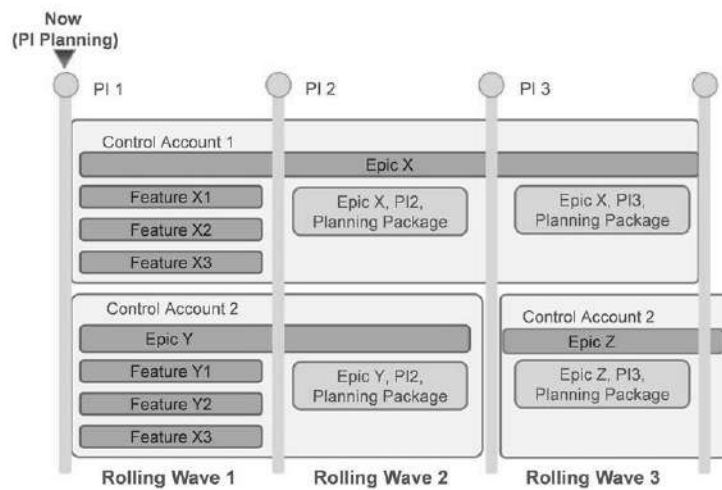 Now
(PI Planning)
PI 1
PI 2
PI 3
Control Account 1
Epic X
Feature X1
Feature X2
Feature X3
Epic X, PI2,
Planning Package
Epic X, PI3,
Planning Package
Control Account 2
Epic Y
Feature Y1
Feature Y2
Feature X3
Epic Y, PI2,
Planning Package
Control Account 2
Epic Z
Epic Z, PI3,
Planning Package
Rolling Wave 1
Rolling Wave 2
Rolling Wave 3